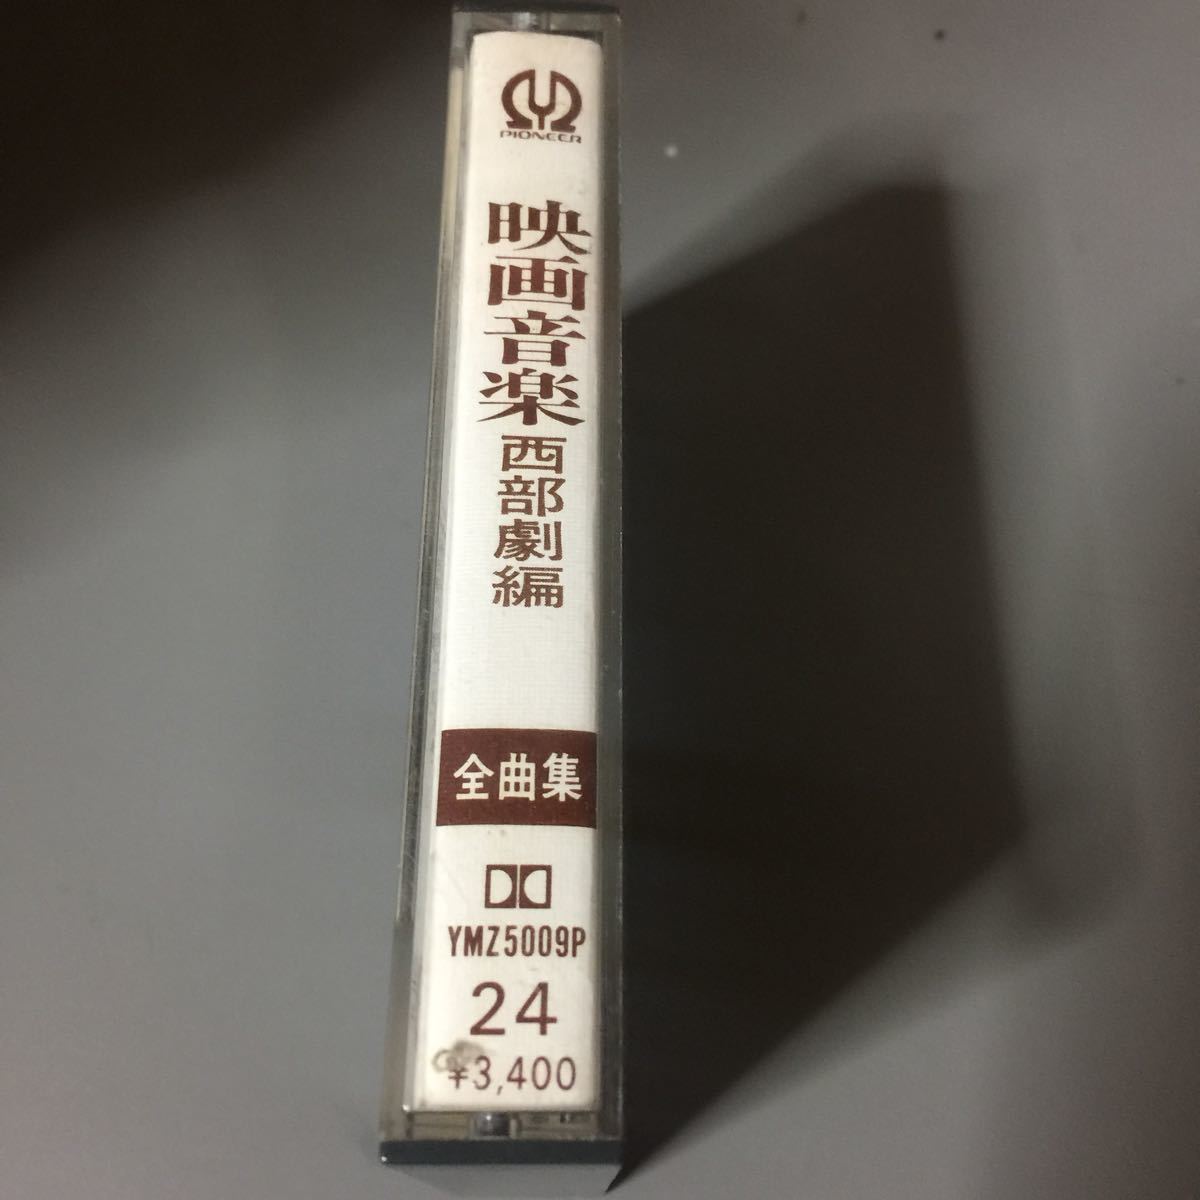 PIONEER
映画音楽
西部劇編
全曲集
YMZ5009P
24
¥3,400